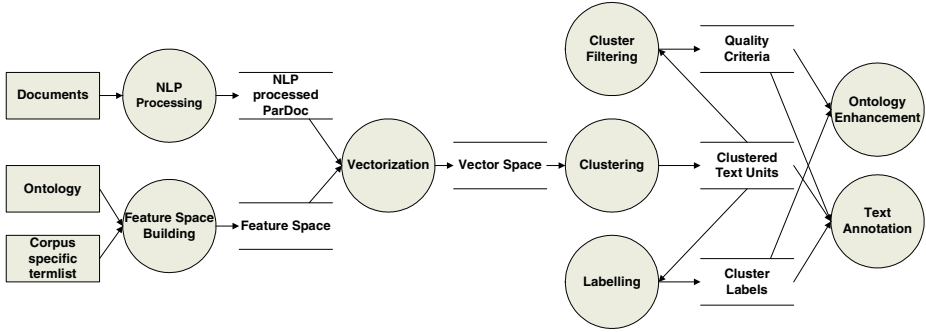 Documents
NLP
Processing
NLP
processed
ParDoc
Ontology
Corpus
specific
termlist
Feature Space
Building
Feature Space
Vectorization
Vector Space
Cluster
Filtering
Quality
Criteria
Clustering
Clustered
Text Units
Labelling
Cluster
Labels
Ontology
Enhancement
Text
Annotation